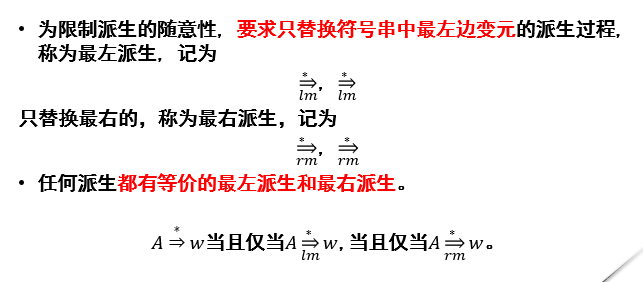 • 为限制派生的随意性，要求只替换符号串中最左边变元的派生过程，
称为最左派生，记为
$\overset{*}{\underset{lm}{\Rightarrow}}$，$\overset{*}{\underset{lm}{\Rightarrow}}$
只替换最右的，称为最右派生，记为
$\overset{*}{\underset{rm}{\Rightarrow}}$，$\overset{*}{\underset{rm}{\Rightarrow}}$
• 任何派生都有等价的最左派生和最右派生。
$A \overset{*}{\Rightarrow} w$当且仅当$A \overset{*}{\underset{lm}{\Rightarrow}} w$, 当且仅当$A \overset{*}{\underset{rm}{\Rightarrow}} w$。